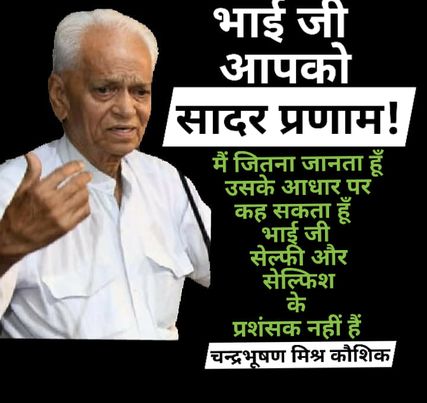 भाई जी
आपको
सादर प्रणाम!
मैं जितना जानता हूँ
उसके आधार पर
कह सकता हूँ
भाई जी
सेल्फी और
सेल्फिश
के
प्रशंसक नहीं हैं
चन्द्रभूषण मिश्र कौशिक